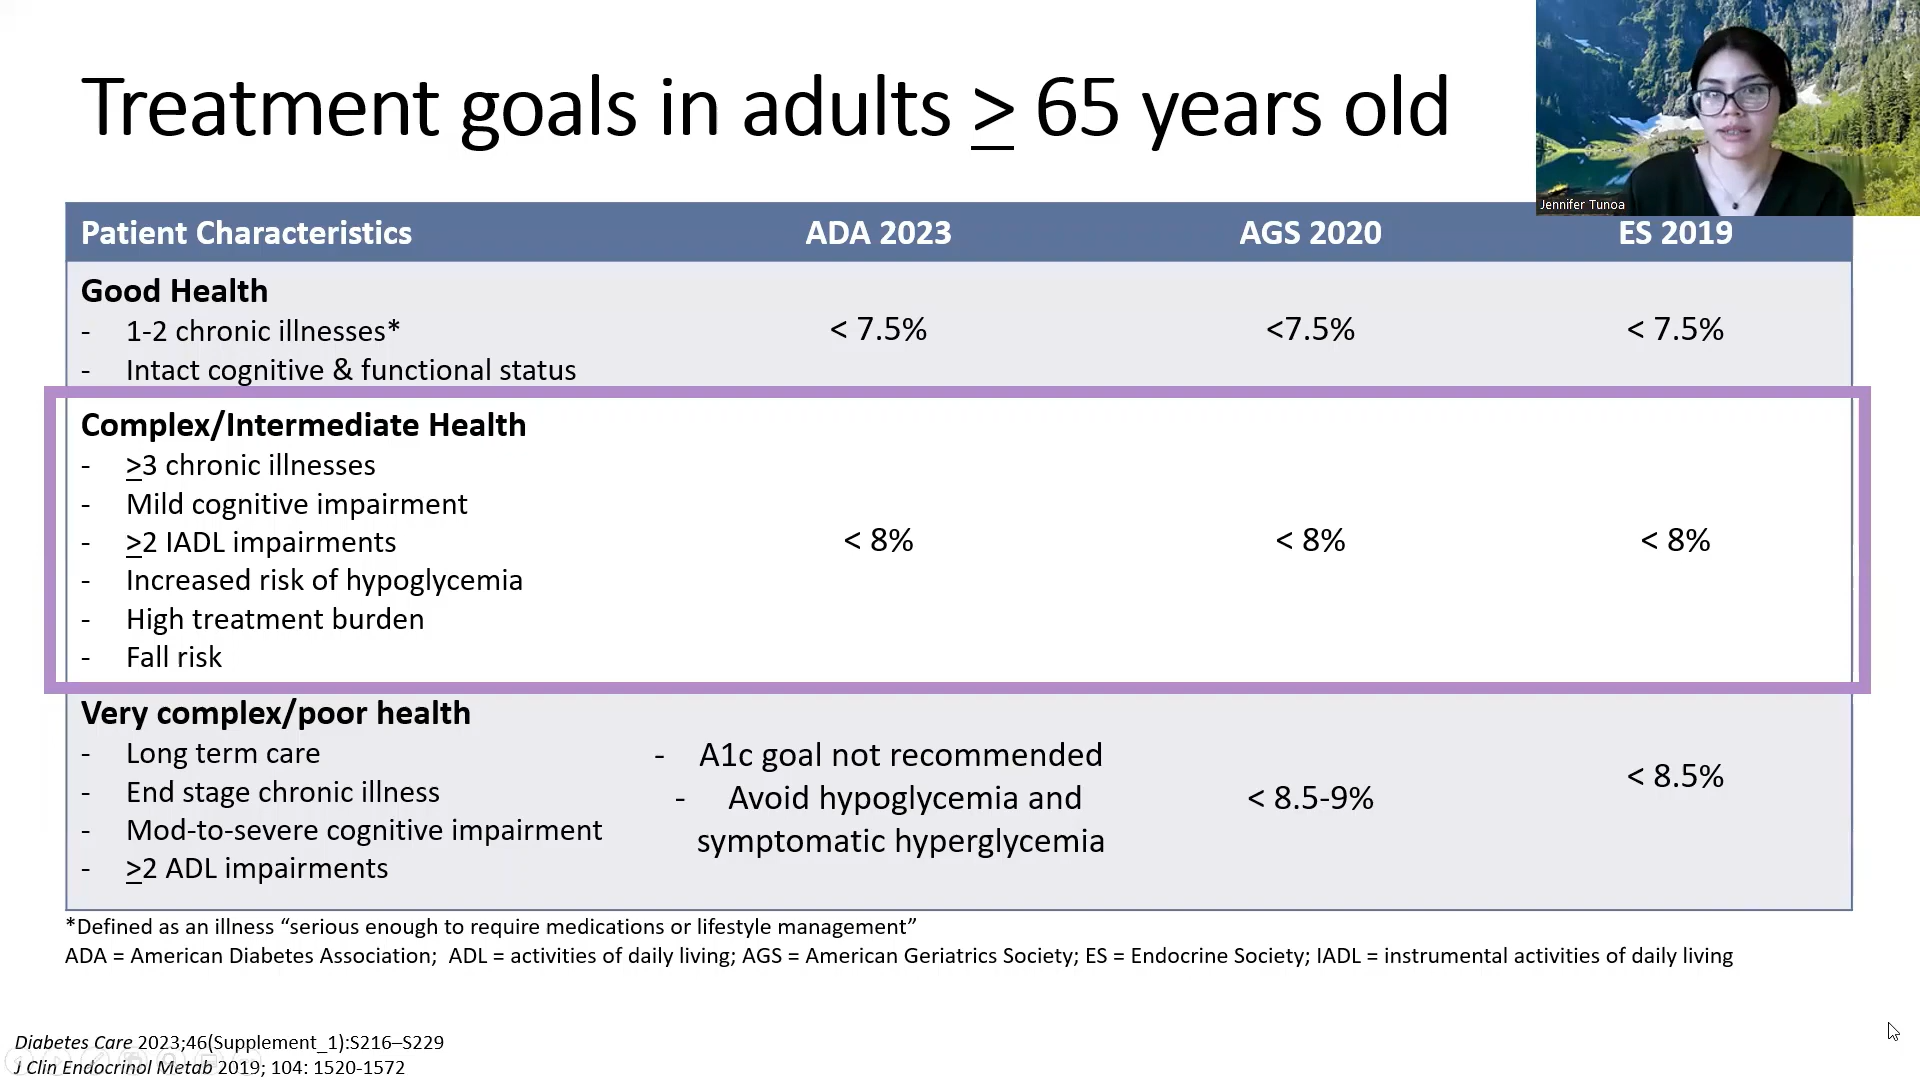 Treatment goals in adults > 65 years old
Jennifer Tunoa
Patient Characteristics ADA 2023 AGS 2020 ES 2019
Good Health
- 1-2 chronic illnesses*
- Intact cognitive & functional status
< 7.5% <7.5% < 7.5%
Complex/Intermediate Health
- >3 chronic illnesses
- Mild cognitive impairment
- >2 IADL impairments
- Increased risk of hypoglycemia
- High treatment burden
- Fall risk
< 8% < 8% < 8%
Very complex/poor health
- Long term care
- End stage chronic illness
- Mod-to-severe cognitive impairment
- >2 ADL impairments
- A1c goal not recommended
- Avoid hypoglycemia and
symptomatic hyperglycemia
< 8.5-9%
< 8.5%
*Defined as an illness “serious enough to require medications or lifestyle management”
ADA = American Diabetes Association; ADL = activities of daily living; AGS = American Geriatrics Society; ES = Endocrine Society; IADL = instrumental activities of daily living
Diabetes Care 2023;46(Supplement_1):S216–S229
J Clin Endocrinol Metab 2019; 104: 1520-1572